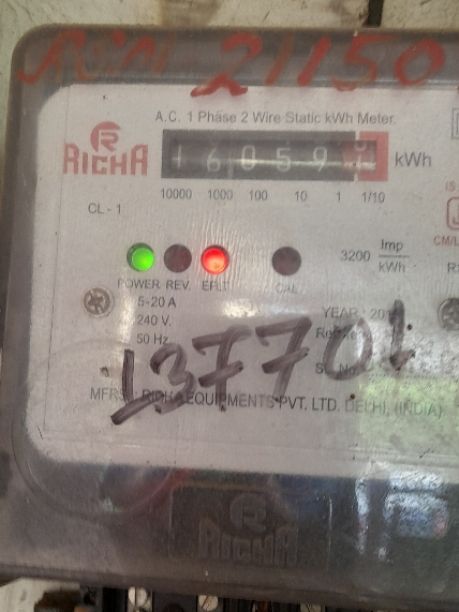 21150
A.C. 1 Phase 2 Wire Static kWh Meter.
R
RICHA
16059 kWh
10000 1000 100 10 1 1/10
CL - 1
3200 Imp/kWh
POWER REV. E/LT CAL
5-20 A
240 V.
50 Hz
YEAR : 20
137701
MFRS. : RICHA EQUIPMENTS PVT. LTD. DELHI, (INDIA)
R
RICHA